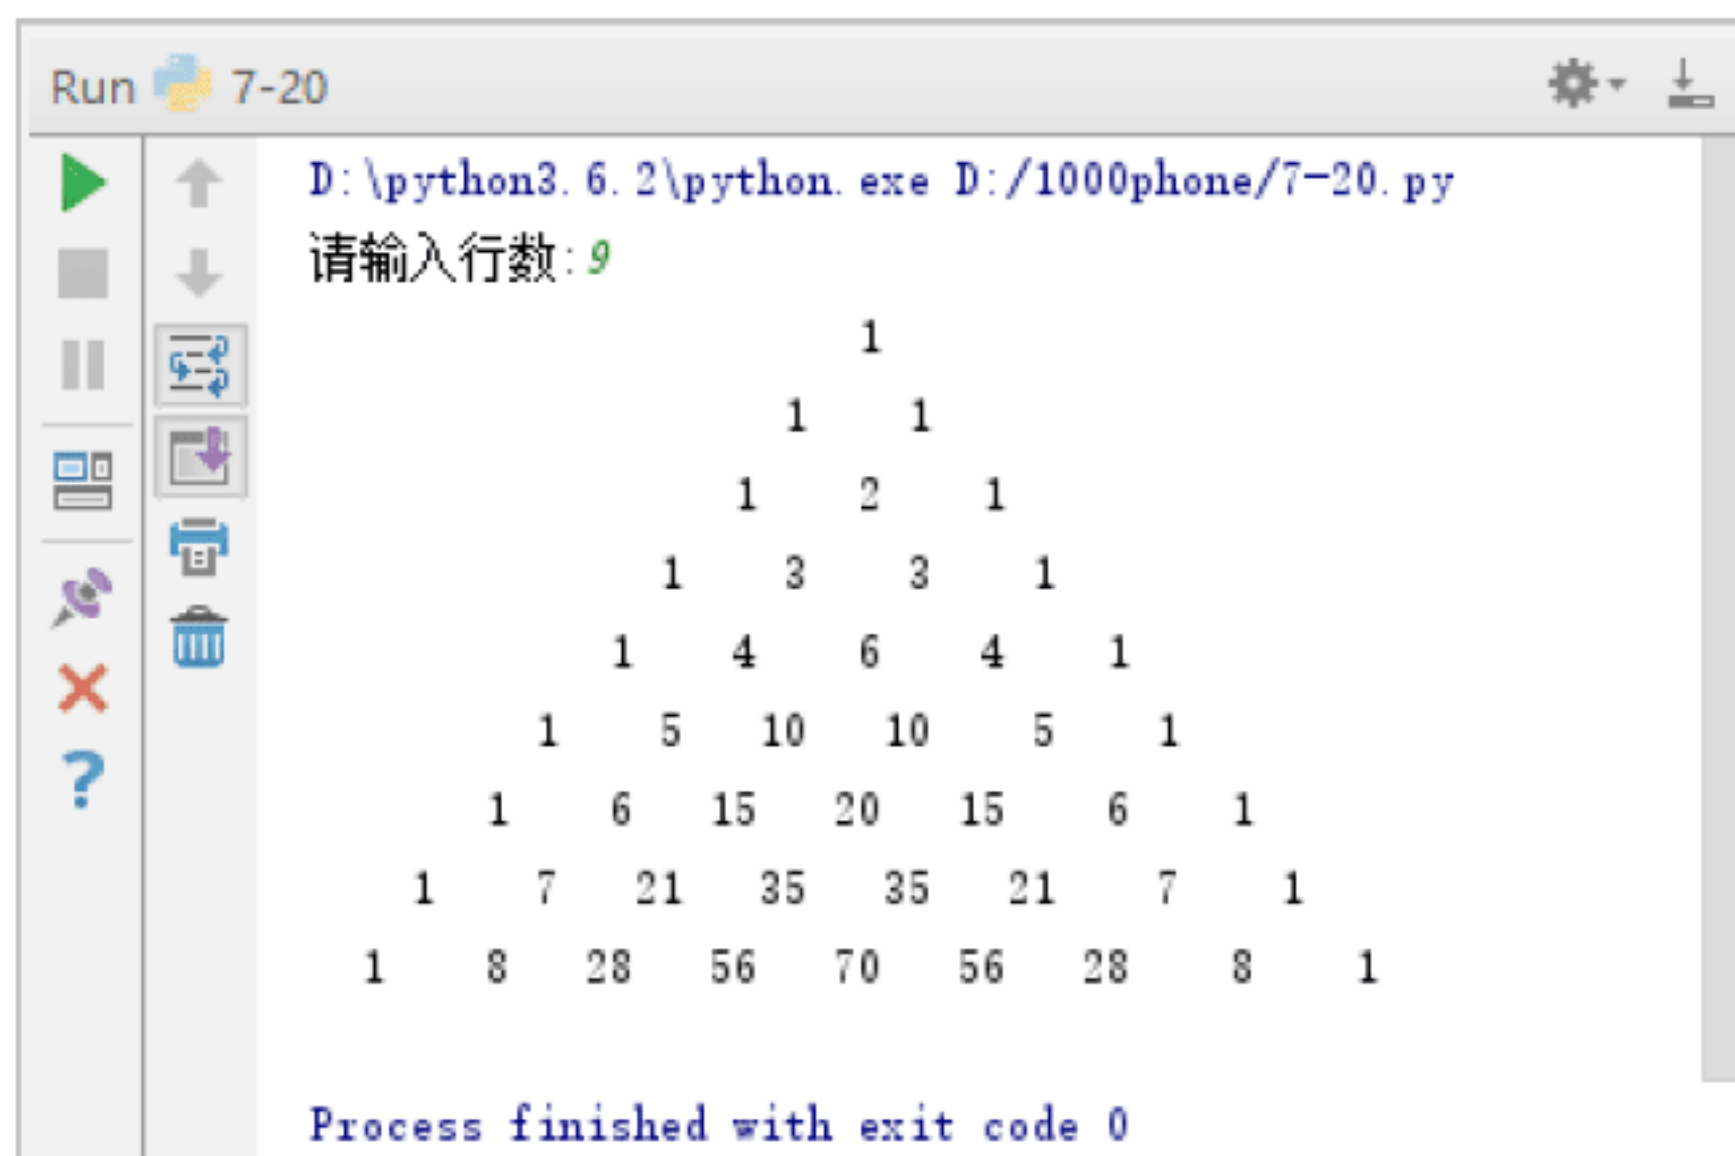 Run 7-20
D:\python3.6.2\python.exe D:/1000phone/7-20.py
请输入行数:9
1
1 1
1 2 1
1 3 3 1
1 4 6 4 1
1 5 10 10 5 1
1 6 15 20 15 6 1
1 7 21 35 35 21 7 1
1 8 28 56 70 56 28 8 1
Process finished with exit code 0